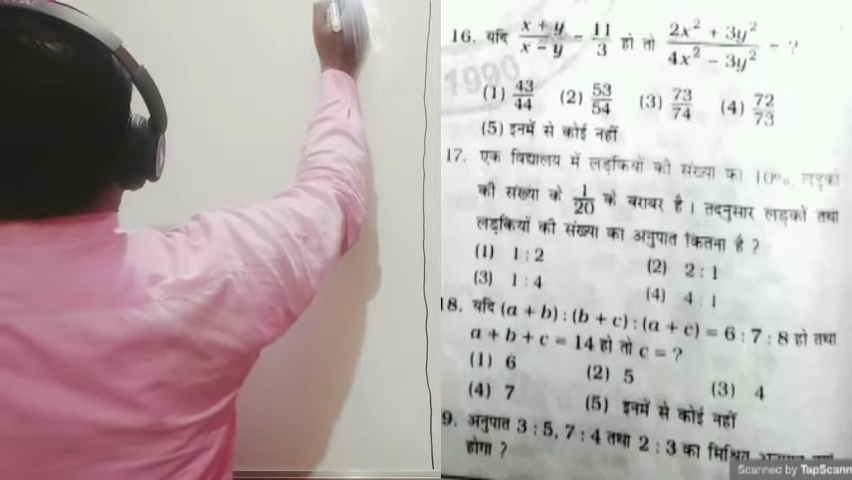 16. यदि x + y / x - y = 11 / 3 हो तो 2x² + 3y² / 4x² - 3y² = ?
1990
(1) 43/44 (2) 53/54 (3) 73/74 (4) 72/73
(5) इनमें से कोई नहीं
17. एक विद्यालय में लड़कियों की संख्या का 10%, लड़कों
की संख्या के 1/20 के बराबर है। तदनुसार लड़कों तथा
लड़कियों की संख्या का अनुपात कितना है ?
(1) 1 : 2 (2) 2 : 1
(3) 1 : 4 (4) 4 : 1
18. यदि (a + b) : (b + c) : (a + c) = 6 : 7 : 8 हो तथा
a + b + c = 14 हो तो c = ?
(1) 6 (2) 5 (3) 4
(4) 7 (5) इनमें से कोई नहीं
9. अनुपात 3 : 5, 7 : 4 तथा 2 : 3 का मिश्रित
होगा ?
Scanned by TapScann